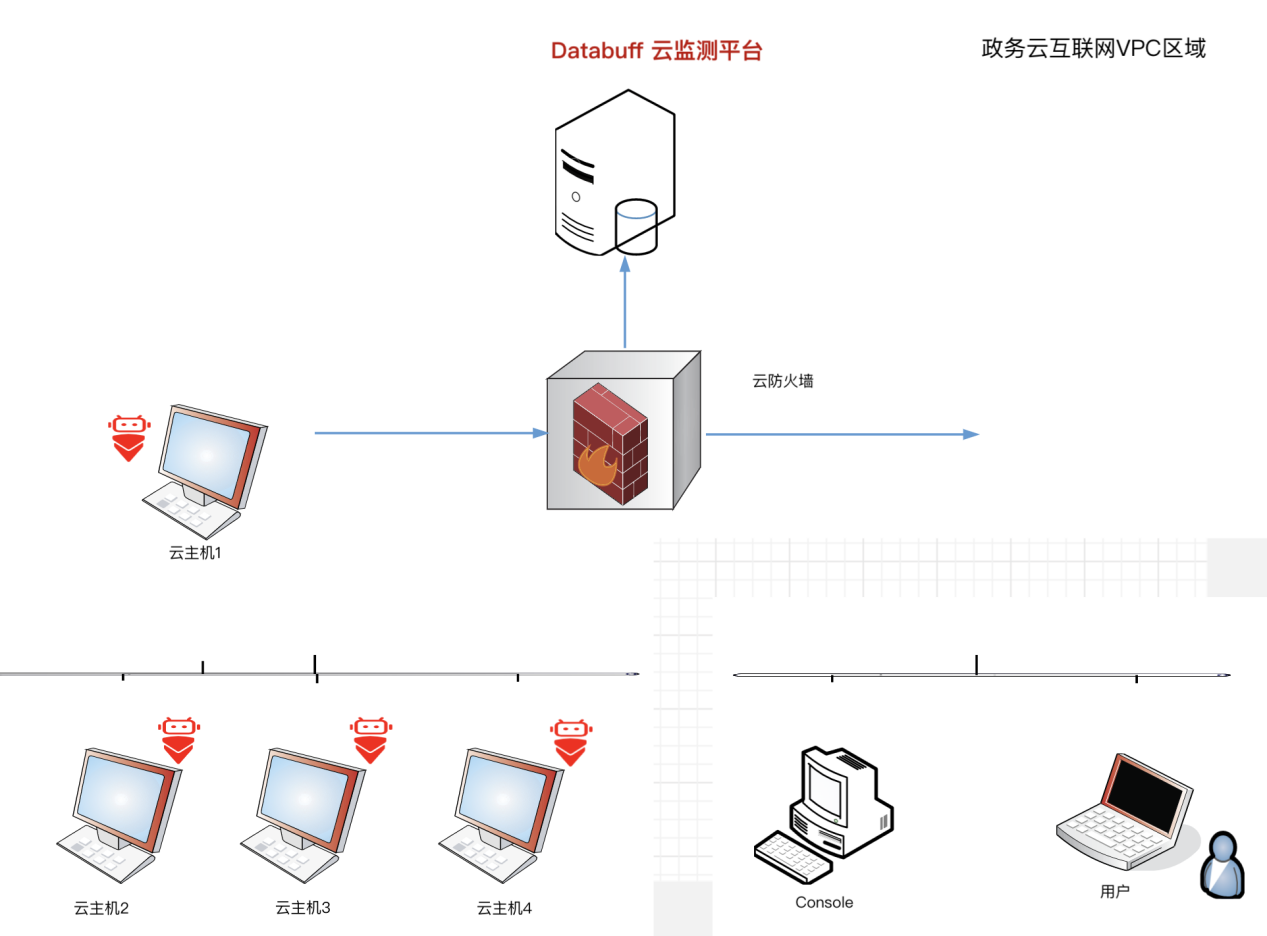 Databuff 云监测平台
政务云互联网VPC区域
云防火墙
云主机1
云主机2
云主机3
云主机4
Console
用户